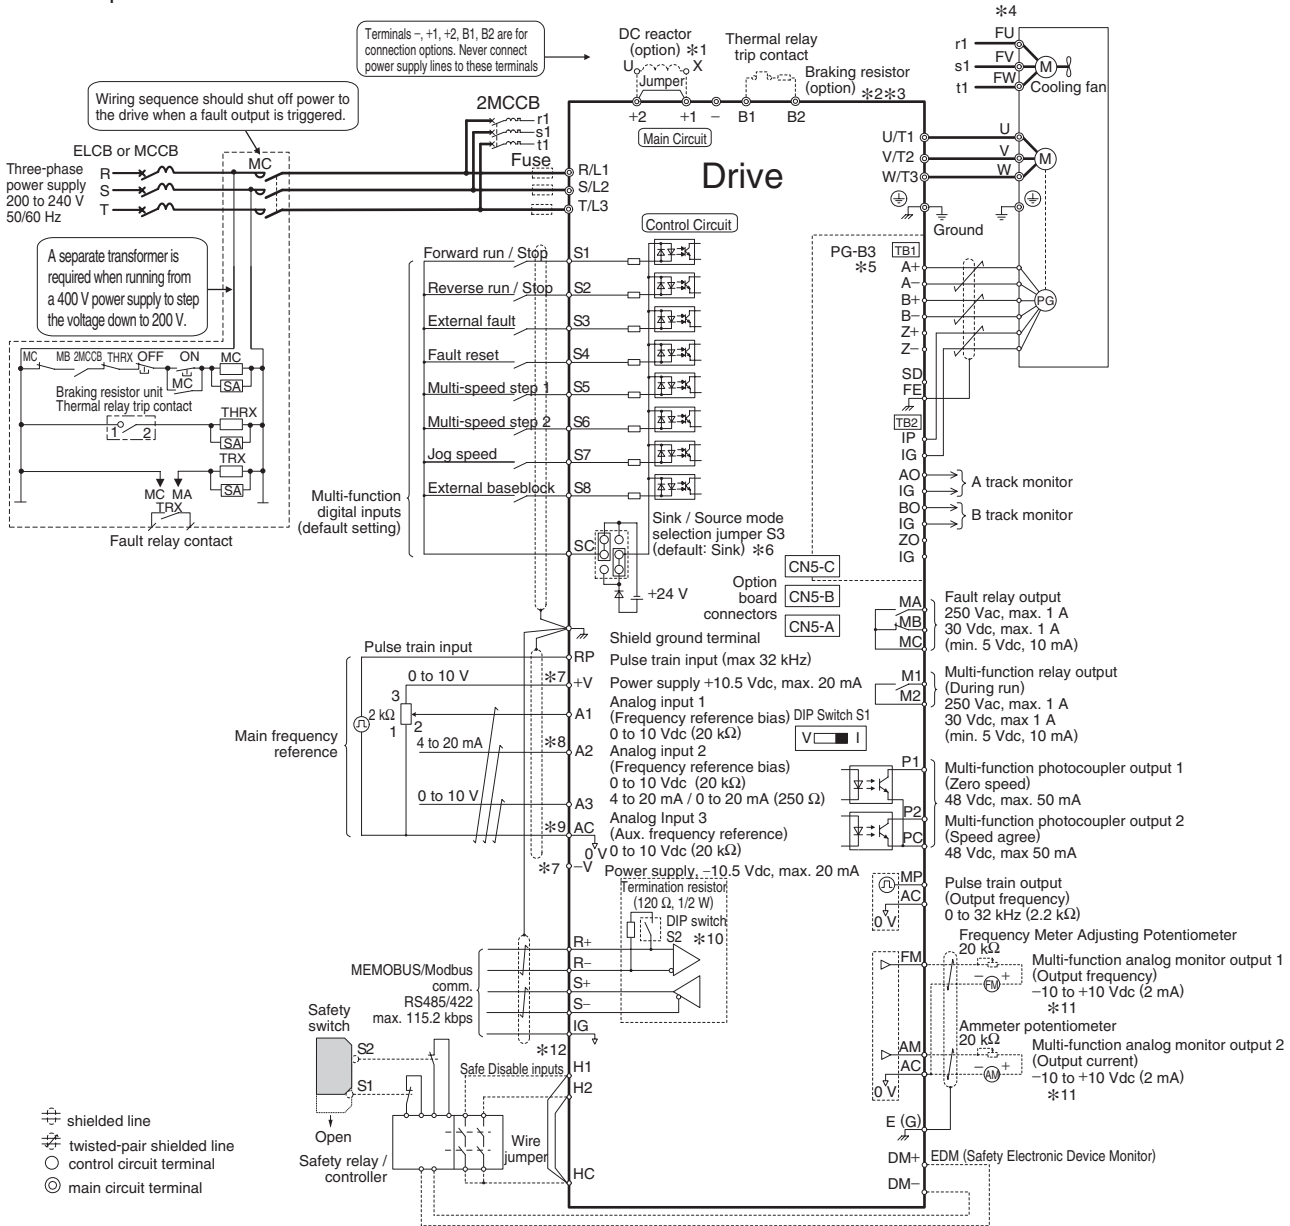 *4
Terminals −, +1, +2, B1, B2 are for
connection options. Never connect
power supply lines to these terminals
DC reactor
(option) *1
U X
Jumper
+2 +1 − B1 B2
Thermal relay
trip contact
Braking resistor
(option) *2*3
Main Circuit
r1 FU
s1 FV
t1 FW
M
Cooling fan
Wiring sequence should shut off power to
the drive when a fault output is triggered.
2MCCB
r1
s1
t1
ELCB or MCCB
MC
Fuse
Three-phase
power supply
200 to 240 V
50/60 Hz
R
S
T
R/L1
S/L2
T/L3
Drive
U/T1 U
V/T2 V
W/T3 W
M
Ground
A separate transformer is
required when running from
a 400 V power supply to step
the voltage down to 200 V.
MC MB 2MCCB THRX OFF ON MC
MC
SA
Braking resistor unit
Thermal relay trip contact
1 2
THRX
SA
TRX
SA
MC MA
TRX
Fault relay contact
Control Circuit
Forward run / Stop S1
Reverse run / Stop S2
External fault S3
Fault reset S4
Multi-speed step 1 S5
Multi-speed step 2 S6
Jog speed S7
External baseblock S8
Multi-function
digital inputs
(default setting)
SC
Sink / Source mode
selection jumper S3
(default: Sink) *6
+24 V
PG-B3
*5
TB1
A+
A−
B+
B−
Z+
Z−
PG
SD
FE
TB2
IP
IG
AO
IG
A track monitor
BO
IG
B track monitor
ZO
IG
Option
board
connectors
CN5-C
CN5-B
CN5-A
MA
MB
MC
Fault relay output
250 Vac, max. 1 A
30 Vdc, max. 1 A
(min. 5 Vdc, 10 mA)
M1
M2
Multi-function relay output
(During run)
250 Vac, max. 1 A
30 Vdc, max 1 A
(min. 5 Vdc, 10 mA)
Shield ground terminal
Pulse train input
RP
Pulse train input (max 32 kHz)
0 to 10 V
*7 +V
Power supply +10.5 Vdc, max. 20 mA
3
2 kΩ
2
1
Main frequency
reference
A1
Analog input 1
(Frequency reference bias)
0 to 10 Vdc (20 kΩ)
DIP Switch S1
V I
4 to 20 mA
*8 A2
Analog input 2
(Frequency reference bias)
0 to 10 Vdc (20 kΩ)
4 to 20 mA / 0 to 20 mA (250 Ω)
0 to 10 V
A3
Analog Input 3
(Aux. frequency reference)
0 to 10 Vdc (20 kΩ)
*9 AC
0 V
*7 −V
Power supply, −10.5 Vdc, max. 20 mA
P1
Multi-function photocoupler output 1
(Zero speed)
48 Vdc, max. 50 mA
P2
PC
Multi-function photocoupler output 2
(Speed agree)
48 Vdc, max 50 mA
MP
AC
0 V
Pulse train output
(Output frequency)
0 to 32 kHz (2.2 kΩ)
Termination resistor
(120 Ω, 1/2 W)
DIP switch
S2 *10
R+
R−
S+
S−
IG
MEMOBUS/Modbus
comm.
RS485/422
max. 115.2 kbps
Frequency Meter Adjusting Potentiometer
20 kΩ
FM
− FM +
Multi-function analog monitor output 1
(Output frequency)
−10 to +10 Vdc (2 mA)
*11
Ammeter potentiometer
20 kΩ
AM
AC
0 V
− AM +
Multi-function analog monitor output 2
(Output current)
−10 to +10 Vdc (2 mA)
*11
E (G)
DM+
DM−
EDM (Safety Electronic Device Monitor)
Safety
switch
S2
S1
Open
Safety relay /
controller
*12
Safe Disable inputs
H1
H2
HC
Wire
jumper
shielded line
twisted-pair shielded line
control circuit terminal
main circuit terminal